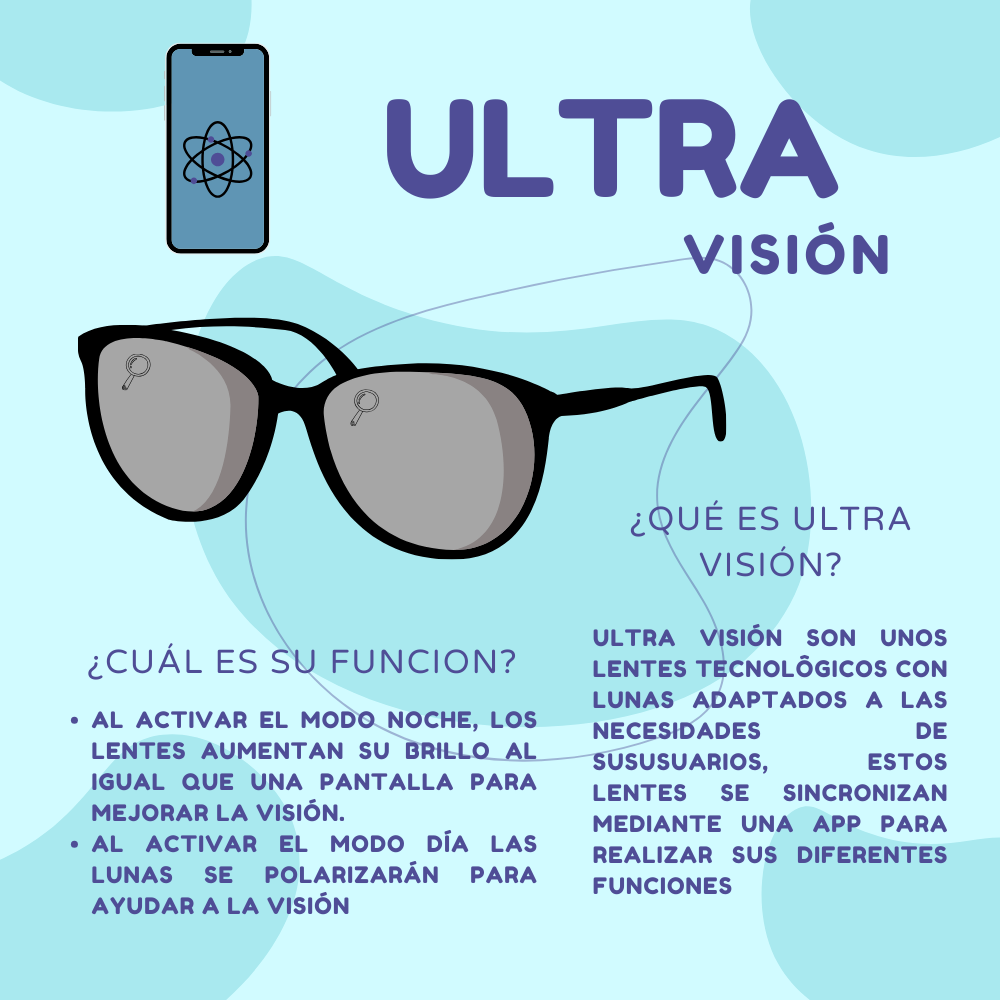 ULTRA
VISIÓN
¿QUÉ ES ULTRA
VISIÓN?
ULTRA VISIÓN SON UNOS
LENTES TECNOLÔGICOS CON
LUNAS ADAPTADOS A LAS
NECESIDADES DE
SUSUSUARIOS, ESTOS
LENTES SE SINCRONIZAN
MEDIANTE UNA APP PARA
REALIZAR SUS DIFERENTES
FUNCIONES
¿CUÁL ES SU FUNCION?
• AL ACTIVAR EL MODO NOCHE, LOS
LENTES AUMENTAN SU BRILLO AL
IGUAL QUE UNA PANTALLA PARA
MEJORAR LA VISIÓN.
• AL ACTIVAR EL MODO DÍA LAS
LUNAS SE POLARIZARÁN PARA
AYUDAR A LA VISIÓN